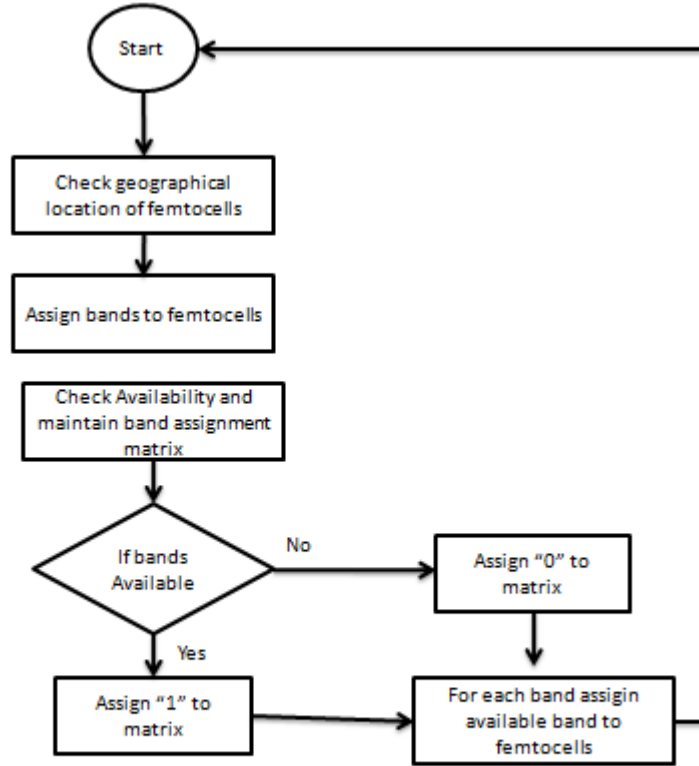 Start
Check geographical
location of femtocells
Assign bands to femtocells
Check Availability and
maintain band assignment
matrix
If bands
Available
No
Assign “0” to
matrix
Yes
Assign “1” to
matrix
For each band assigin
available band to
femtocells